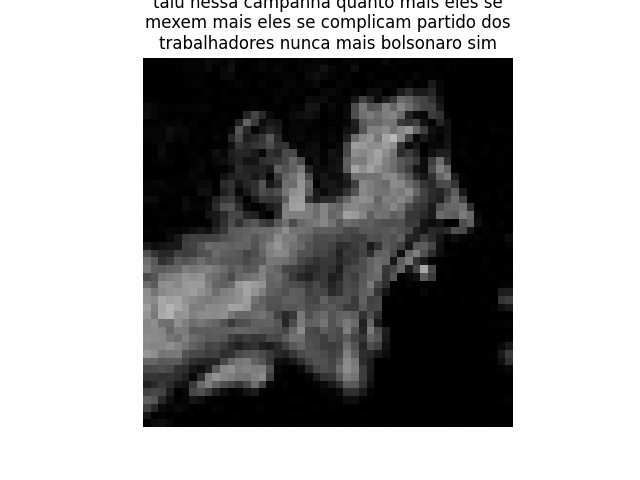 nessa campanha quanto mais eles se
mexem mais eles se complicam partido dos
trabalhadores nunca mais bolsonaro sim